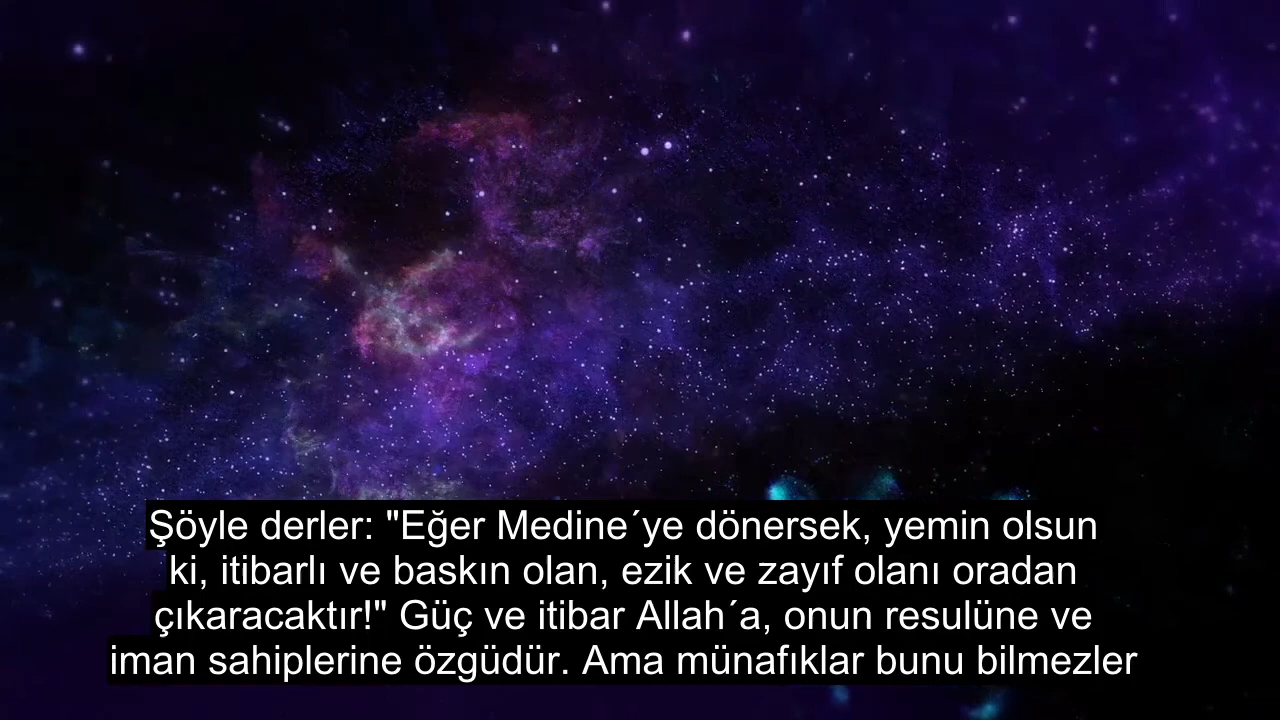 Şöyle derler: "Eğer Medine´ye dönersek, yemin olsun
ki, itibarlı ve baskın olan, ezik ve zayıf olanı oradan
çıkaracaktır!" Güç ve itibar Allah´a, onun resulüne ve
iman sahiplerine özgüdür. Ama münafıklar bunu bilmezler